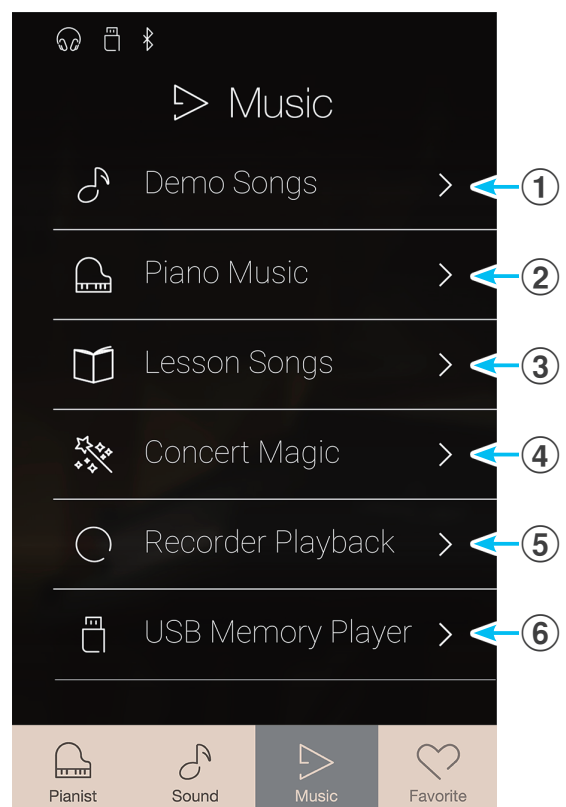 Music
Demo Songs
1
Piano Music
2
Lesson Songs
3
Concert Magic
4
Recorder Playback
5
USB Memory Player
6
Pianist
Sound
Music
Favorite